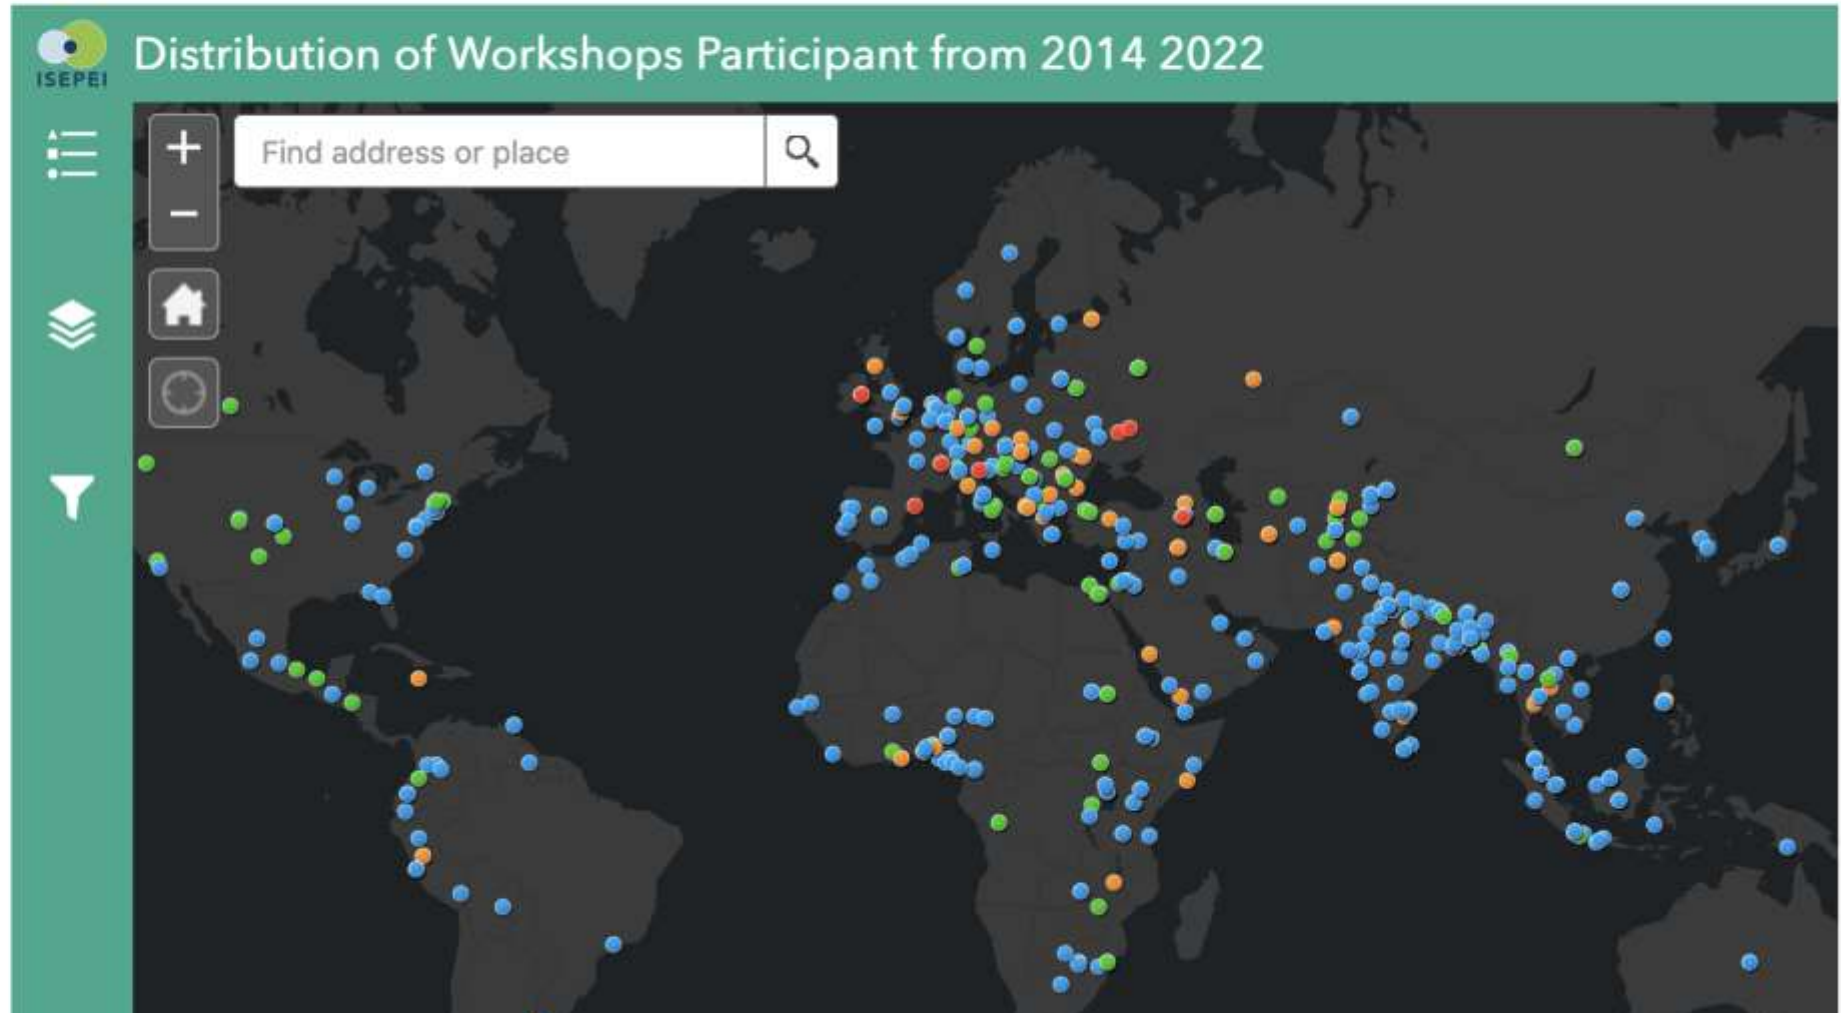 ISEPEI
Distribution of Workshops Participant from 2014 2022
Find address or place